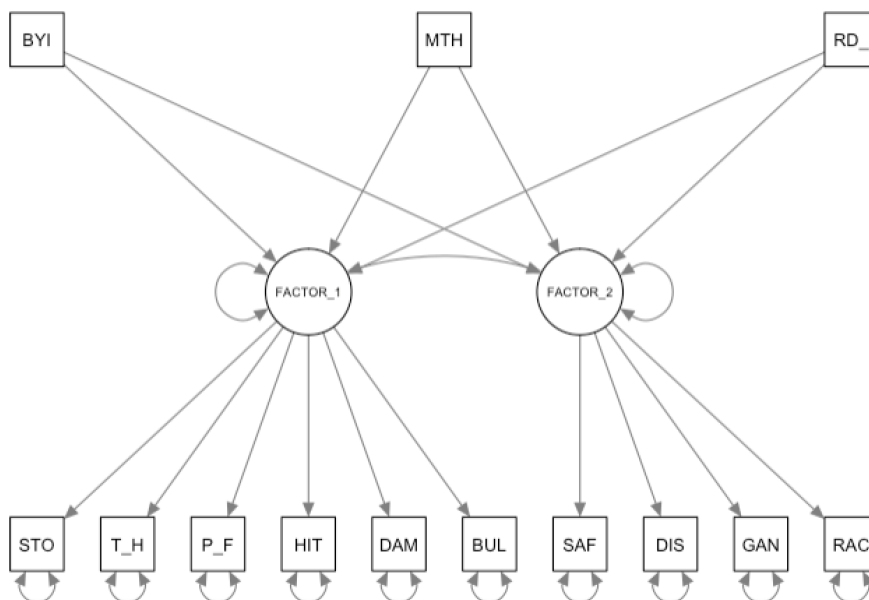 BYI
MTH
RD_
FACTOR_1
FACTOR_2
STO
T_H
P_F
HIT
DAM
BUL
SAF
DIS
GAN
RAC